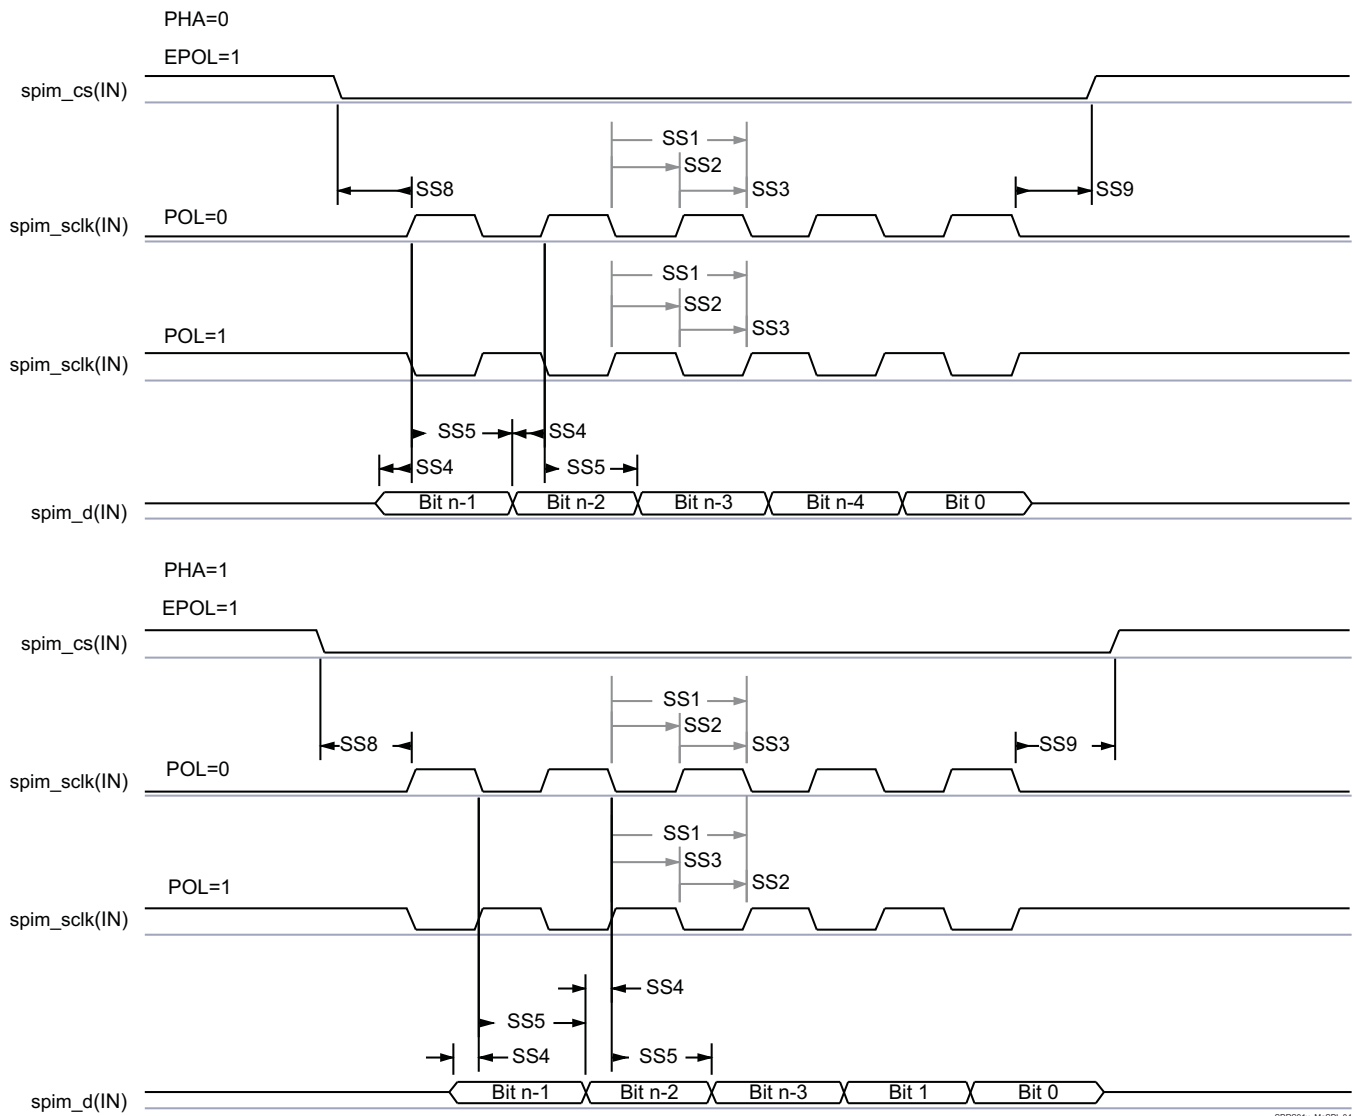 PHA=0
EPOL=1
spim_cs(IN)
SS1
SS2
SS8
SS3
SS9
POL=0
spim_sclk(IN)
SS1
SS2
SS3
POL=1
spim_sclk(IN)
SS5
SS4
SS4
SS5
Bit n-1
Bit n-2
Bit n-3
Bit n-4
Bit 0
spim_d(IN)
PHA=1
EPOL=1
spim_cs(IN)
SS1
SS2
SS8
SS3
SS9
POL=0
spim_sclk(IN)
SS1
SS3
SS2
POL=1
spim_sclk(IN)
SS4
SS5
SS4
SS5
Bit n-1
Bit n-2
Bit n-3
Bit 1
Bit 0
spim_d(IN)